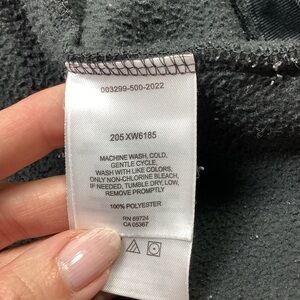 003299-500-2022
205 XW6185
MACHINE WASH, COLD,
GENTLE CYCLE,
WASH WITH LIKE COLORS,
ONLY NON-CHLORINE BLEACH,
IF NEEDED, TUMBLE DRY, LOW,
REMOVE PROMPTLY
100% POLYESTER
RN 69724
CA 05367